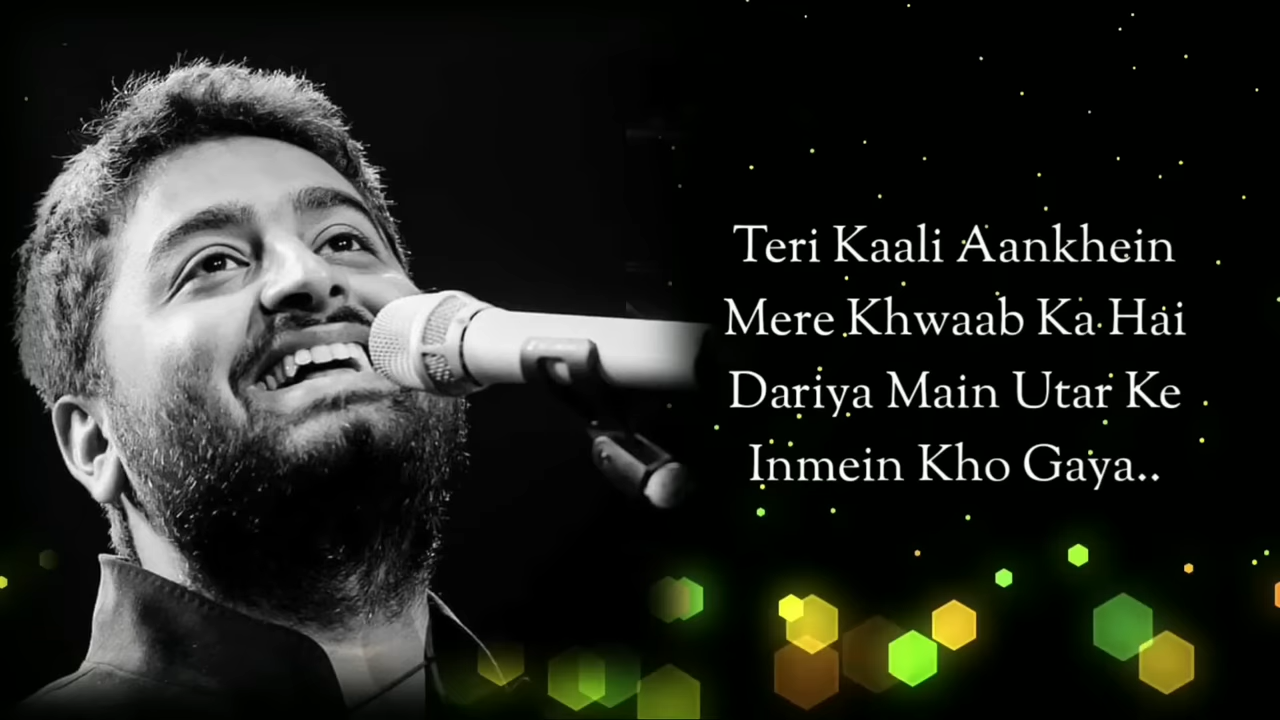 Teri Kaali Aankhein
Mere Khwaab Ka Hai
Dariya Main Utar Ke
Inmein Kho Gaya..